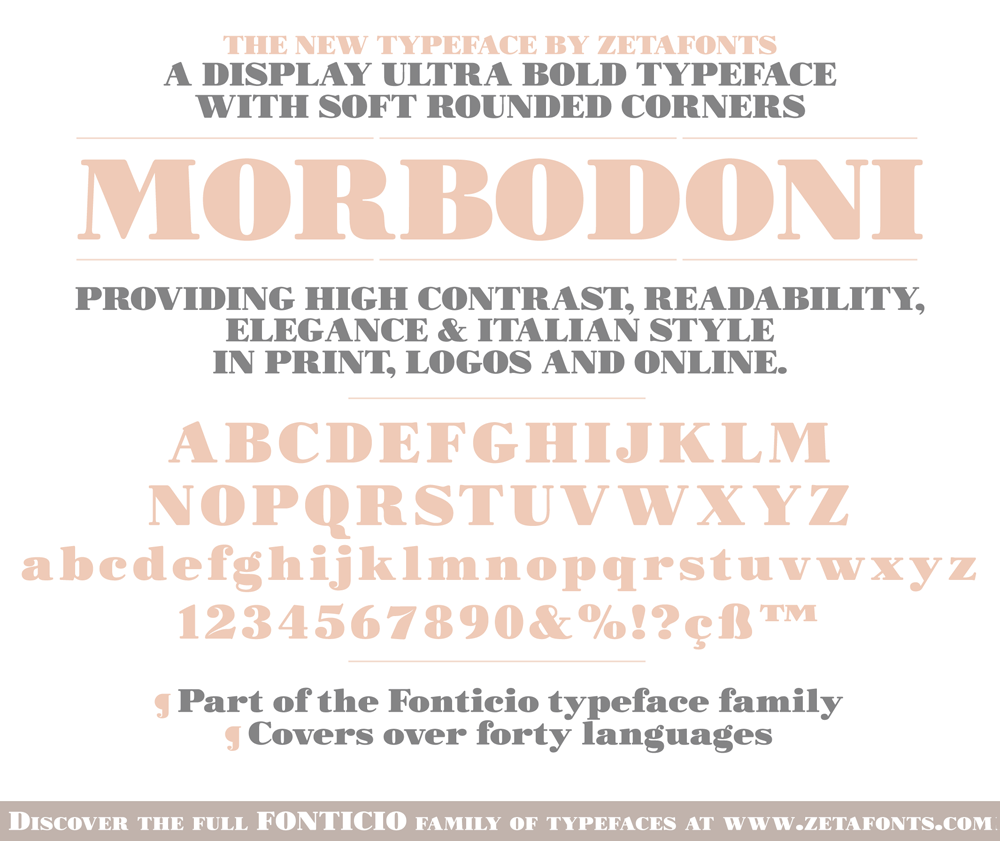 THE NEW TYPEFACE BY ZETAFONTS
A DISPLAY ULTRA BOLD TYPEFACE
WITH SOFT ROUNDED CORNERS
MORBODONI
PROVIDING HIGH CONTRAST, READABILITY,
ELEGANCE & ITALIAN STYLE
IN PRINT, LOGOS AND ONLINE.
ABCDEFGHIJKLM
NOPQRSTUVWXYZ
abcdefghijklmnopqrstuvwxyz
1234567890&%!?çß™
¶ Part of the Fonticio typeface family
¶ Covers over forty languages
DISCOVER THE FULL FONTICIO FAMILY OF TYPEFACES AT WWW.ZETAFONTS.COM